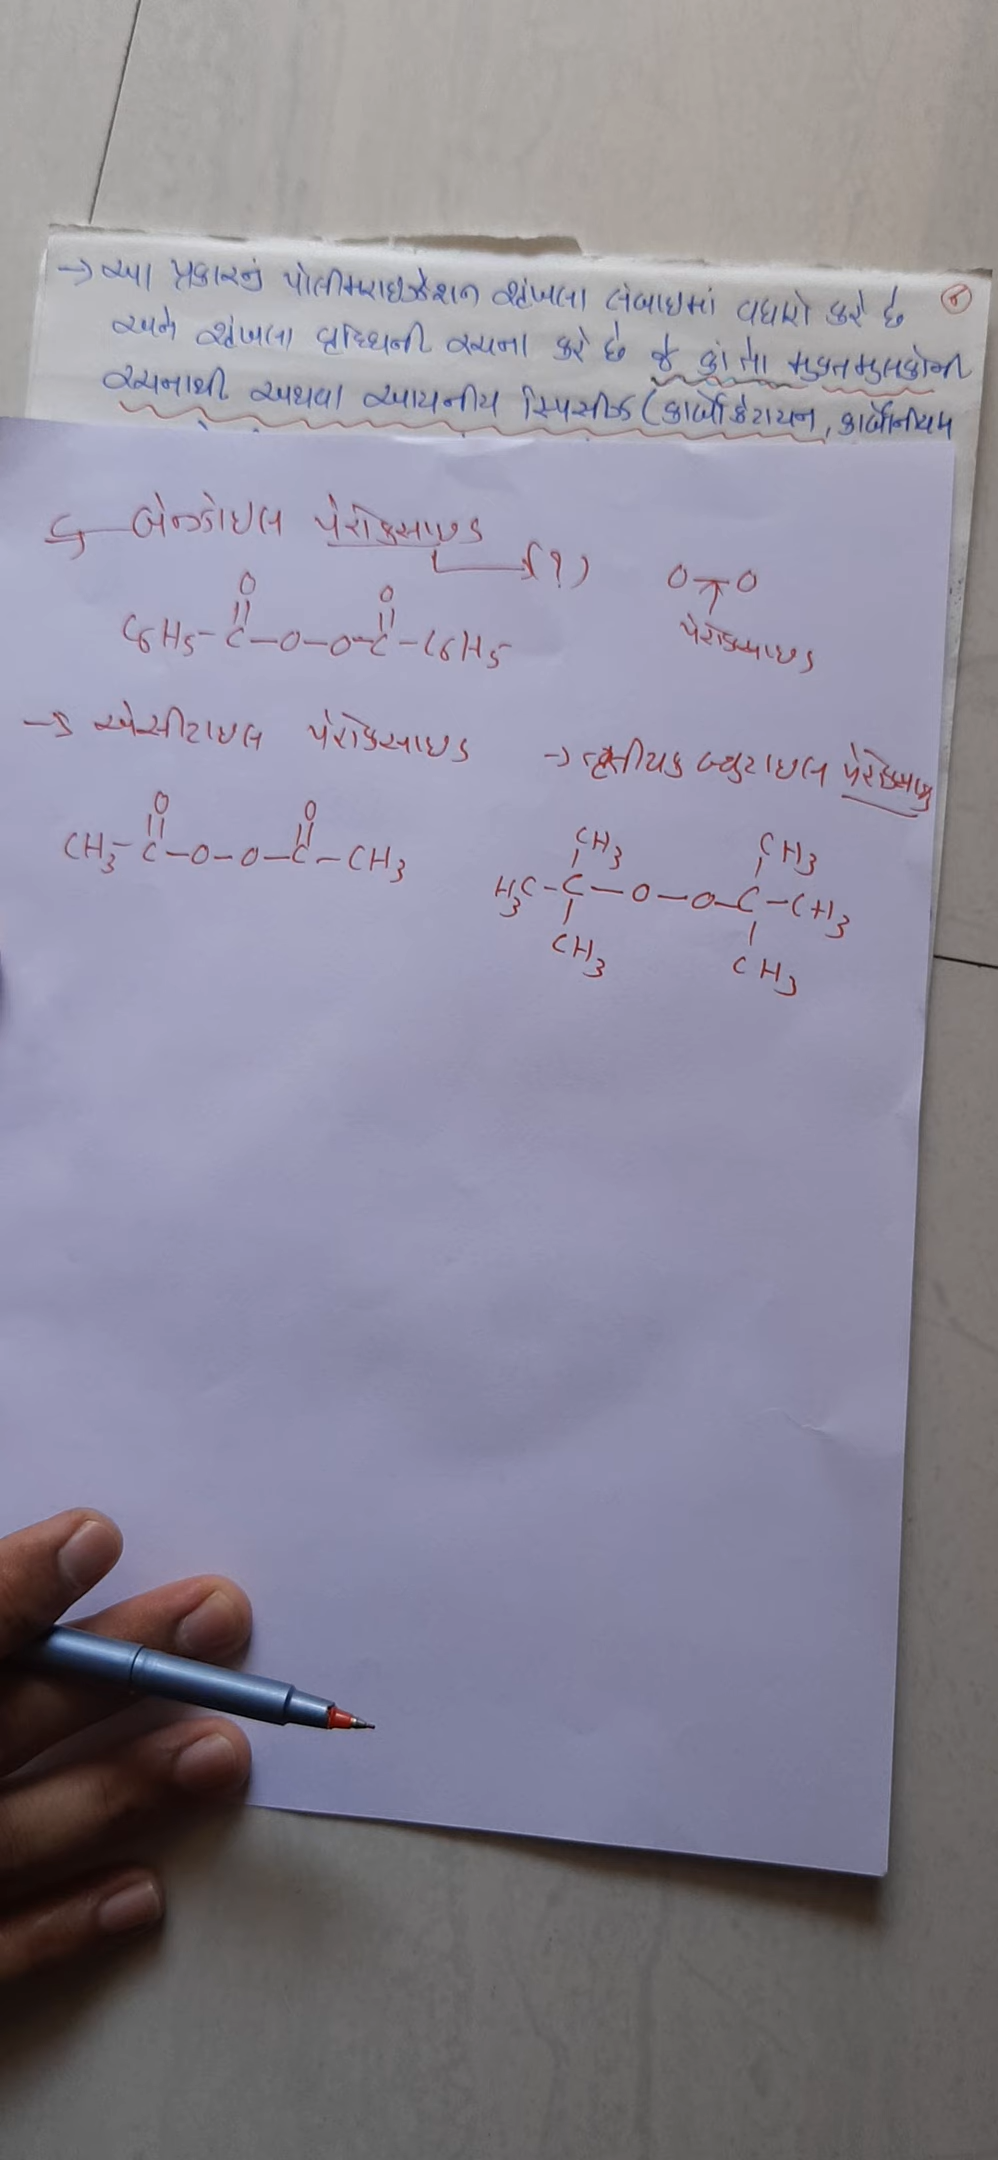 → આ પ્રકારનું પોલીમરાઇઝેશન શૃંખલા લંબાઇમાં વધારો કરે છે
અને શૃંખલા વૃધ્ધિની રચના કરે છે જે કાં તો મુક્તમુલકોની
રચનાથી અથવા આયનીય સ્પિસીઝ (કાર્બોકેટાયન, કાર્બોનીયમ
બેન્ઝોઇલ પેરોક્સાઇડ
(?)
O—O
↑
પેરોક્સાઇડ
O O
|| ||
C6H5-C-O-O-C-C6H5
→ એસીટાઇલ પેરોક્સાઇડ
O O
|| ||
CH3-C-O-O-C-CH3
→ તૃતીયક બ્યુટાઇલ પેરોક્સાઇડ
CH3 CH3
H3C-C-O-O-C-CH3
CH3 CH3